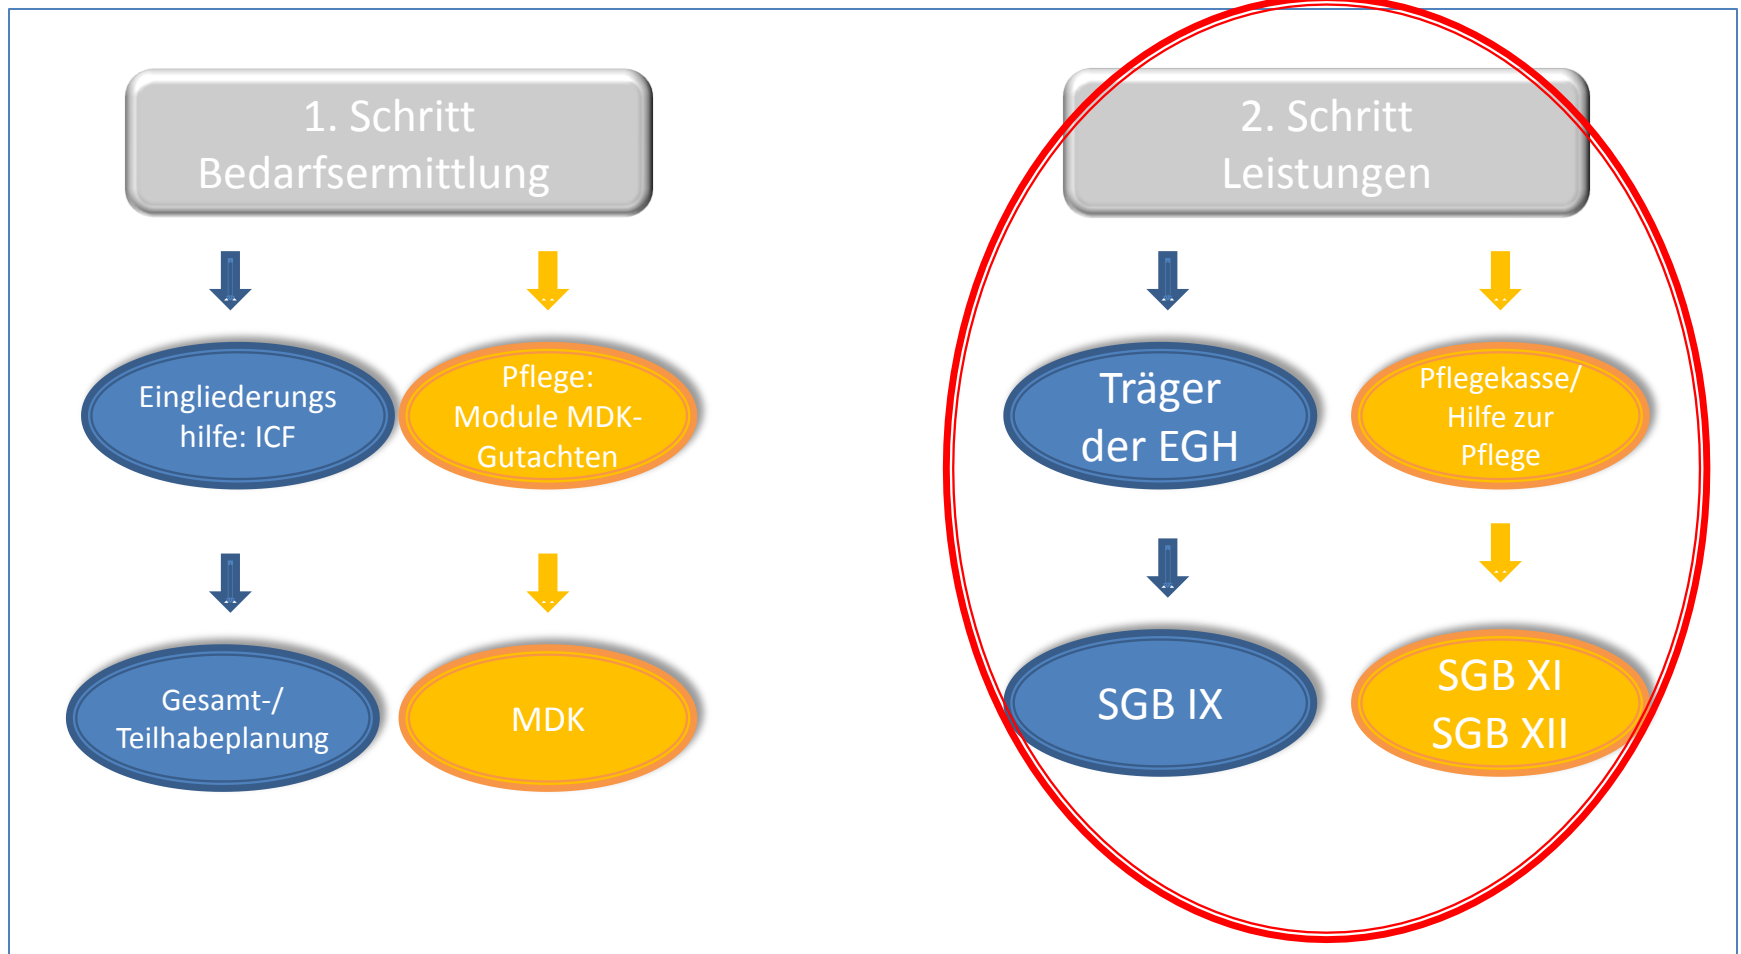 1. Schritt
Bedarfsermittlung
Eingliederungs
hilfe: ICF
Pflege:
Module MDK-
Gutachten
Gesamt-/
Teilhabeplanung
MDK
2. Schritt
Leistungen
Träger
der EGH
Pflegekasse/
Hilfe zur
Pflege
SGB IX
SGB XI
SGB XII